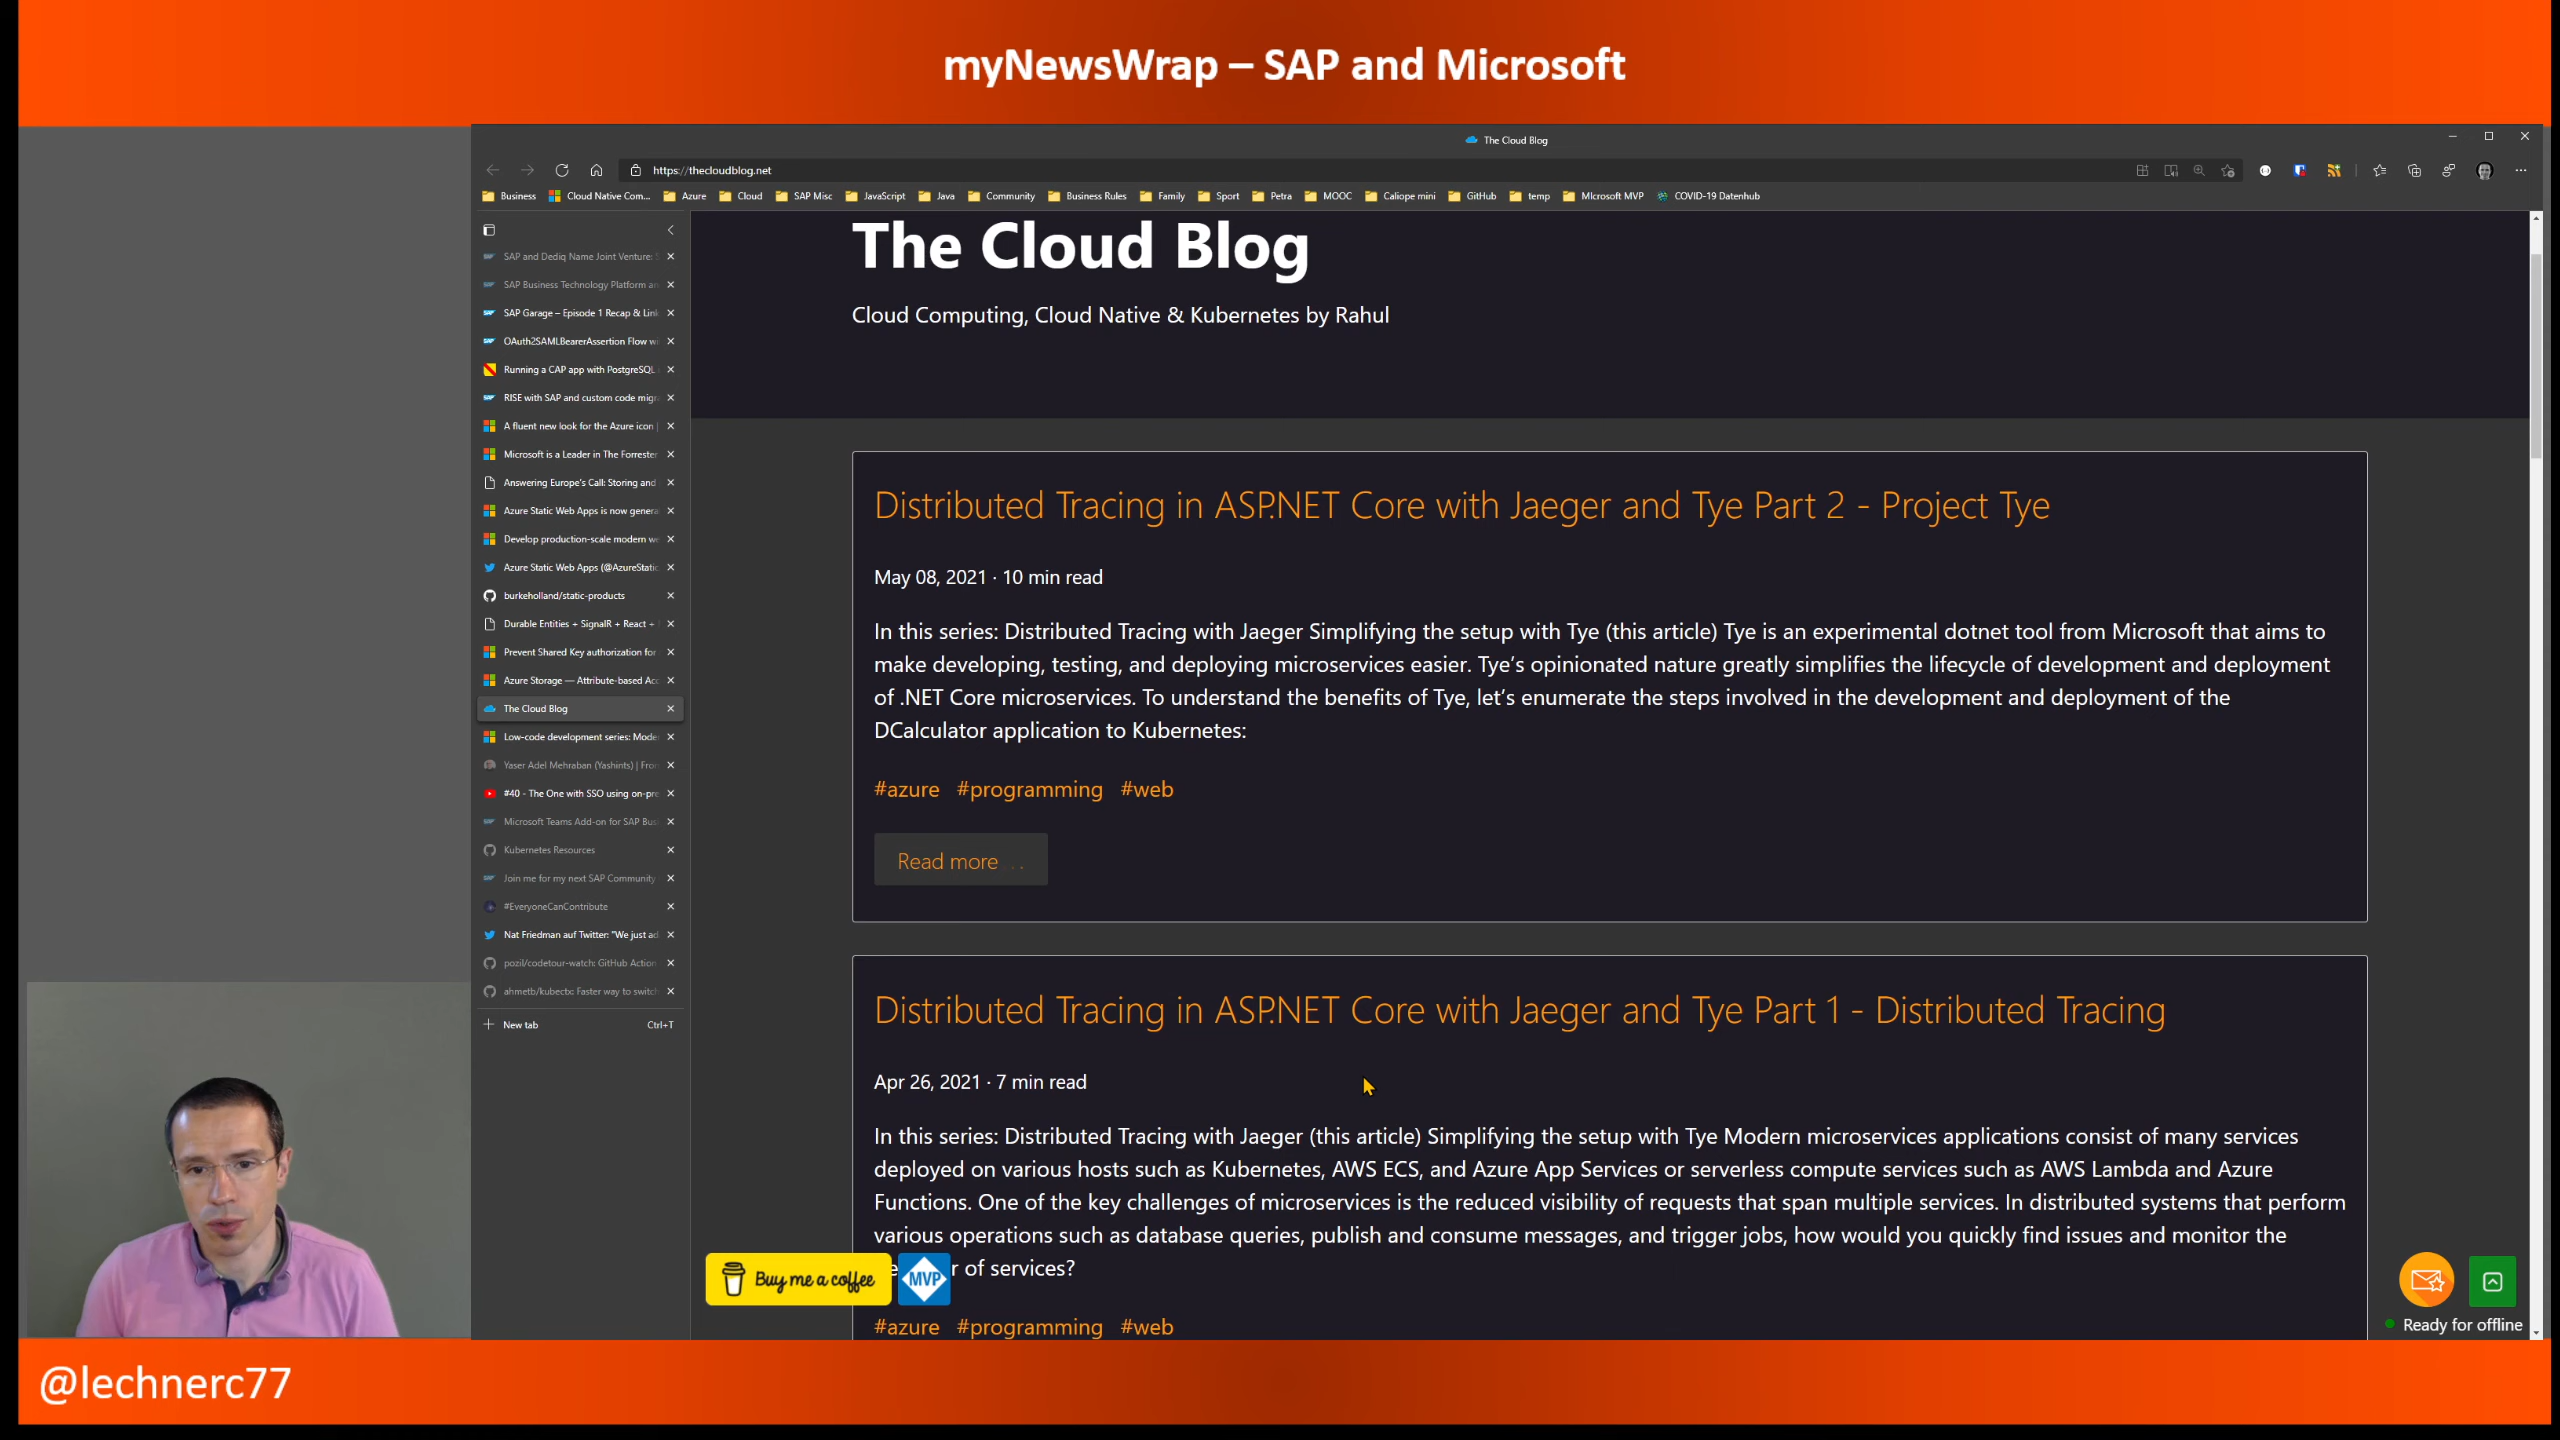 myNewsWrap – SAP and Microsoft
The Cloud Blog
https://thecloudblog.net
Business
Cloud Native Com...
Azure
Cloud
SAP Misc
JavaScript
Java
Community
Business Rules
Family
Sport
Petra
MOOC
Caliope mini
GitHub
temp
MIcrosoft MVP
COVID-19 Datenhub
SAP and Dediq Name Joint Venture:
SAP Business Technology Platform an
SAP Garage – Episode 1 Recap & Lin
OAuth2SAMLBearerAssertion Flow wi
Running a CAP app with PostgreSQL
RISE with SAP and custom code migra
A fluent new look for the Azure icon |
Microsoft is a Leader in The Forrester
Answering Europe's Call: Storing and
Azure Static Web Apps is now genera
Develop production-scale modern we
Azure Static Web Apps (@AzureStatic
burkeholland/static-products
Durable Entities + SignalR + React +
Prevent Shared Key authorization for
Azure Storage — Attribute-based Acc
The Cloud Blog
Low-code development series: Mode
Yaser Adel Mehraban (Yashints) | Fron
#40 - The One with SSO using on-pre
Microsoft Teams Add-on for SAP Bus
Kubernetes Resources
Join me for my next SAP Community
#EveryoneCanContribute
Nat Friedman auf Twitter: "We just ad
pozil/codetour-watch: GitHub Action
ahmetb/kubectx: Faster way to switch
New tab
Ctrl+T
The Cloud Blog
Cloud Computing, Cloud Native & Kubernetes by Rahul
Distributed Tracing in ASP.NET Core with Jaeger and Tye Part 2 - Project Tye
May 08, 2021 · 10 min read
In this series: Distributed Tracing with Jaeger Simplifying the setup with Tye (this article) Tye is an experimental dotnet tool from Microsoft that aims to
make developing, testing, and deploying microservices easier. Tye's opinionated nature greatly simplifies the lifecycle of development and deployment
of .NET Core microservices. To understand the benefits of Tye, let's enumerate the steps involved in the development and deployment of the
DCalculator application to Kubernetes:
#azure #programming #web
Read more . .
Distributed Tracing in ASP.NET Core with Jaeger and Tye Part 1 - Distributed Tracing
Apr 26, 2021 · 7 min read
In this series: Distributed Tracing with Jaeger (this article) Simplifying the setup with Tye Modern microservices applications consist of many services
deployed on various hosts such as Kubernetes, AWS ECS, and Azure App Services or serverless compute services such as AWS Lambda and Azure
Functions. One of the key challenges of microservices is the reduced visibility of requests that span multiple services. In distributed systems that perform
various operations such as database queries, publish and consume messages, and trigger jobs, how would you quickly find issues and monitor the
of services?
Buy me a coffee
MVP
#azure #programming #web
Ready for offline
@lechnerc77